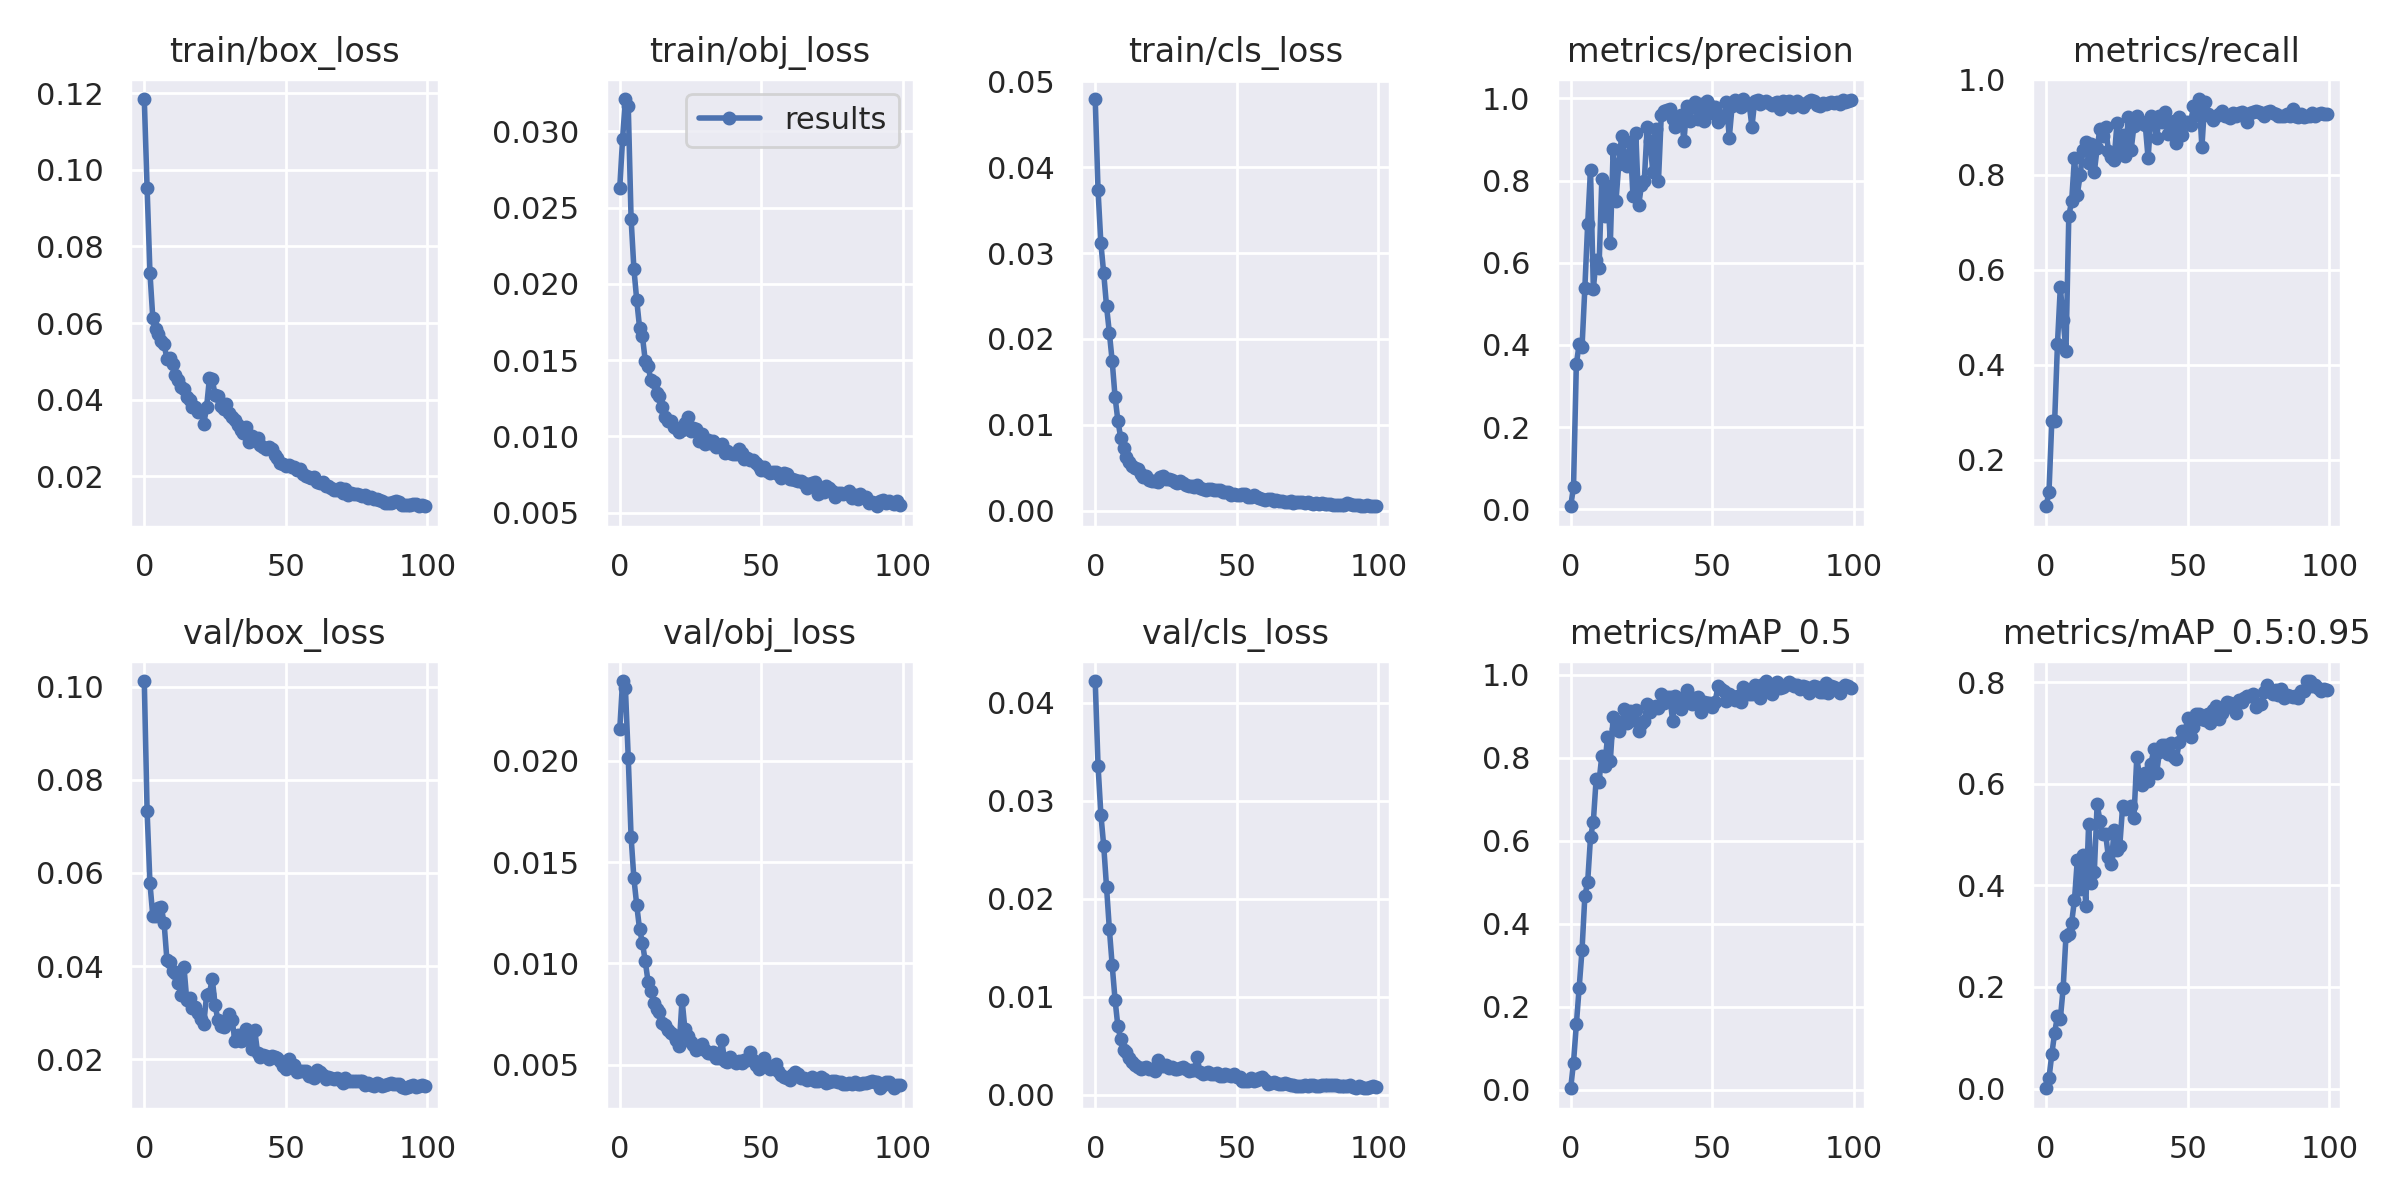 train/box_loss
0.12
0.10
0.08
0.06
0.04
0.02
0 50 100
train/obj_loss
results
0.030
0.025
0.020
0.015
0.010
0.005
0 50 100
train/cls_loss
0.05
0.04
0.03
0.02
0.01
0.00
0 50 100
metrics/precision
1.0
0.8
0.6
0.4
0.2
0.0
0 50 100
metrics/recall
1.0
0.8
0.6
0.4
0.2
0 50 100
val/box_loss
0.10
0.08
0.06
0.04
0.02
0 50 100
val/obj_loss
0.020
0.015
0.010
0.005
0 50 100
val/cls_loss
0.04
0.03
0.02
0.01
0.00
0 50 100
metrics/mAP_0.5
1.0
0.8
0.6
0.4
0.2
0.0
0 50 100
metrics/mAP_0.5:0.95
0.8
0.6
0.4
0.2
0.0
0 50 100